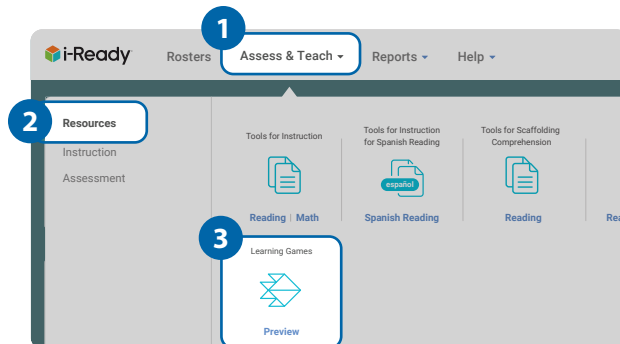 1
i-Ready Rosters Assess & Teach Reports Help
2
Resources
Instruction
Assessment
Tools for Instruction
Reading | Math
Tools for Instruction
for Spanish Reading
español
Spanish Reading
Tools for Scaffolding
Comprehension
Reading
3
Learning Games
Preview